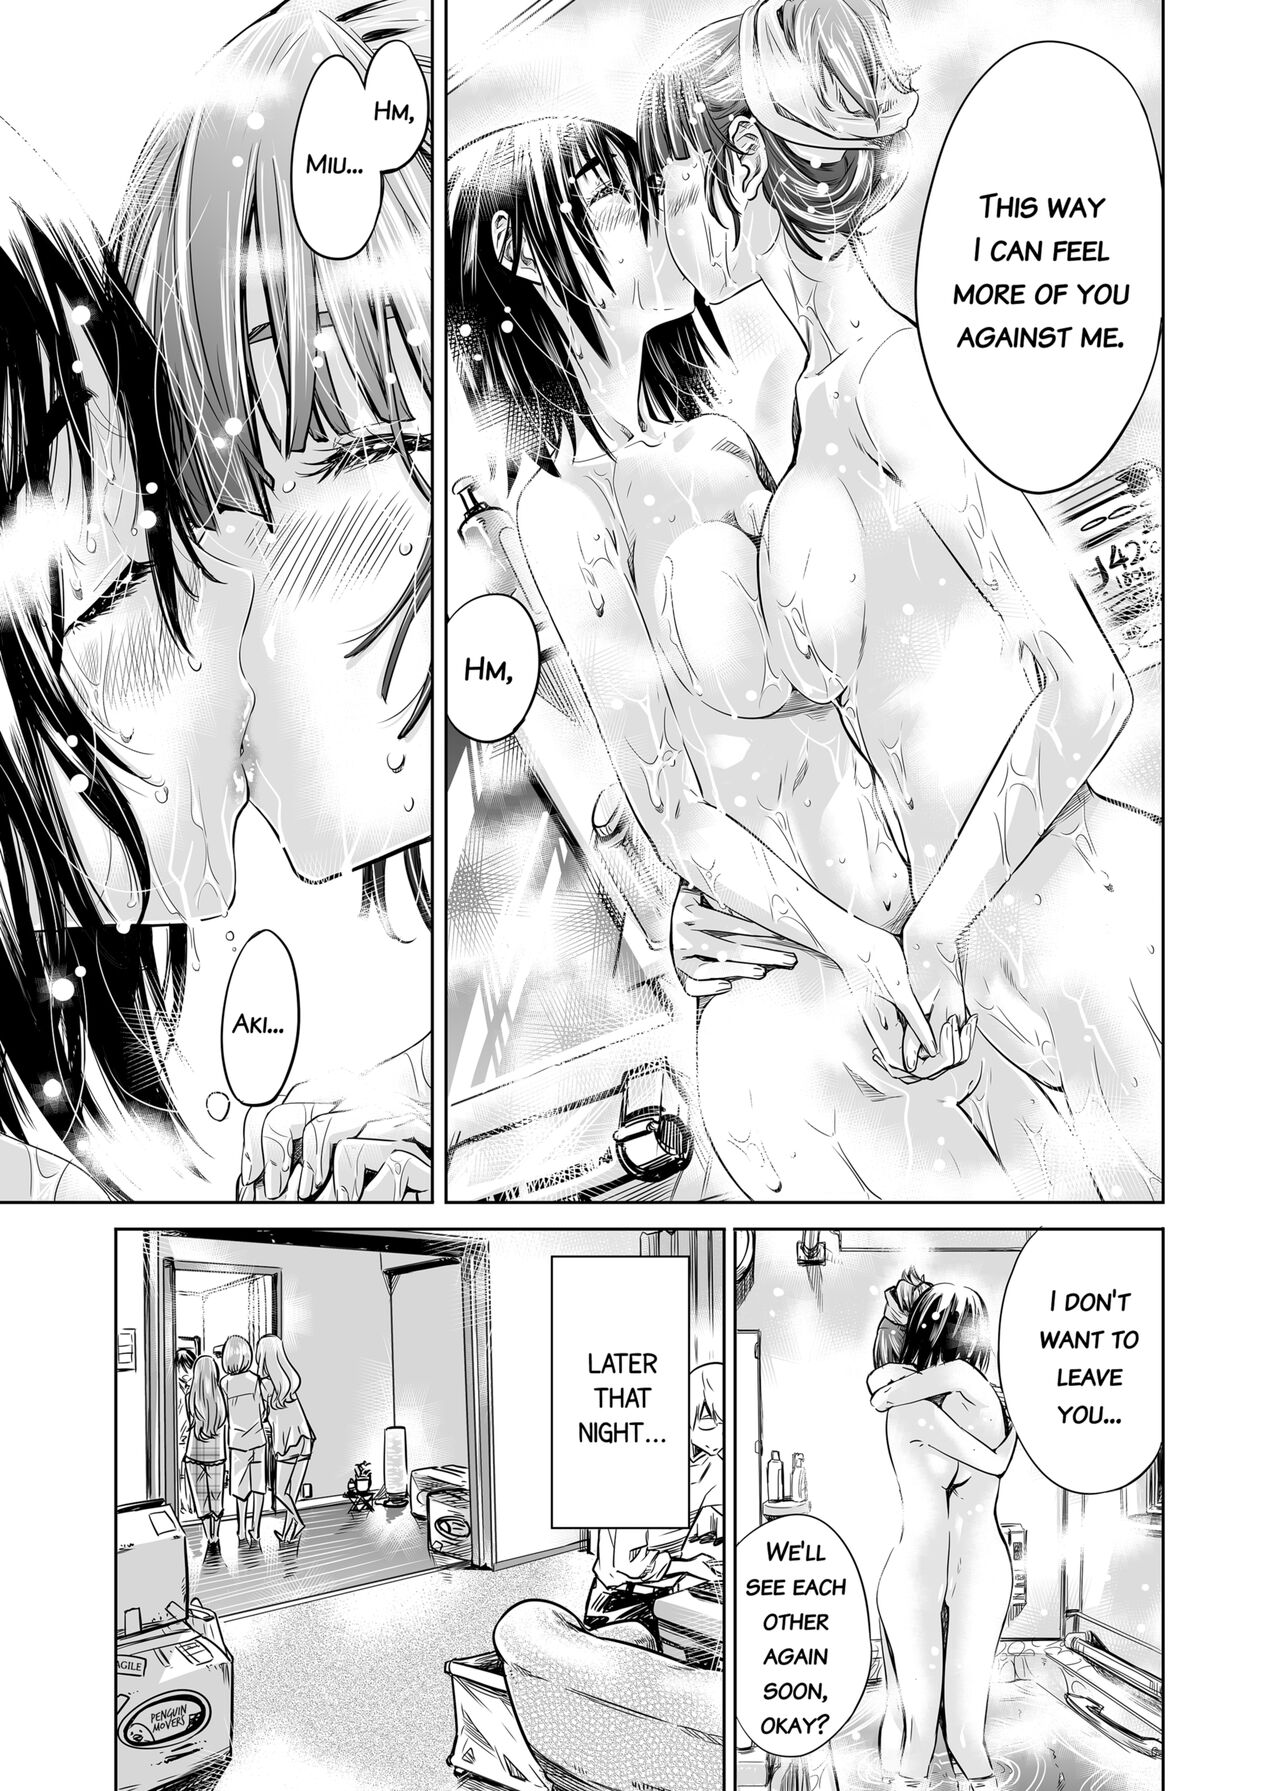 THIS WAY
I CAN FEEL
MORE OF YOU
AGAINST ME.
HM,
HM,
MIU...
AKI...
I DON'T
WANT TO
LEAVE
YOU...
WE'LL
SEE EACH
OTHER
AGAIN
SOON,
OKAY?
LATER
THAT
NIGHT...
PENGUIN
MOVERS